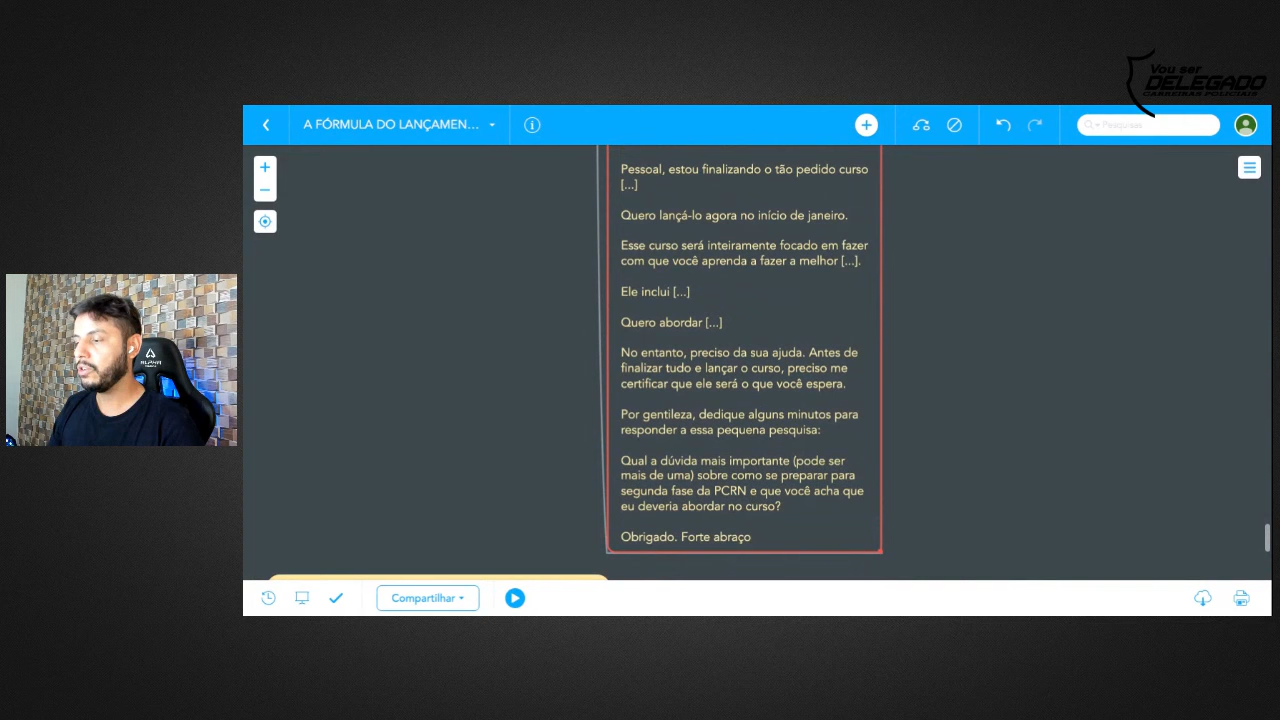 Vou ser
DELEGADO
CARREIRAS POLICIAIS
A FÓRMULA DO LANÇAMEN...
Pesquisar
Pessoal, estou finalizando o tão pedido curso
[...]
Quero lançá-lo agora no início de janeiro.
Esse curso será inteiramente focado em fazer
com que você aprenda a fazer a melhor [...].
Ele inclui [...]
Quero abordar [...]
No entanto, preciso da sua ajuda. Antes de
finalizar tudo e lançar o curso, preciso me
certificar que ele será o que você espera.
Por gentileza, dedique alguns minutos para
responder a essa pequena pesquisa:
Qual a dúvida mais importante (pode ser
mais de uma) sobre como se preparar para
segunda fase da PCRN e que você acha que
eu deveria abordar no curso?
Obrigado. Forte abraço
ALPHA
Compartilhar